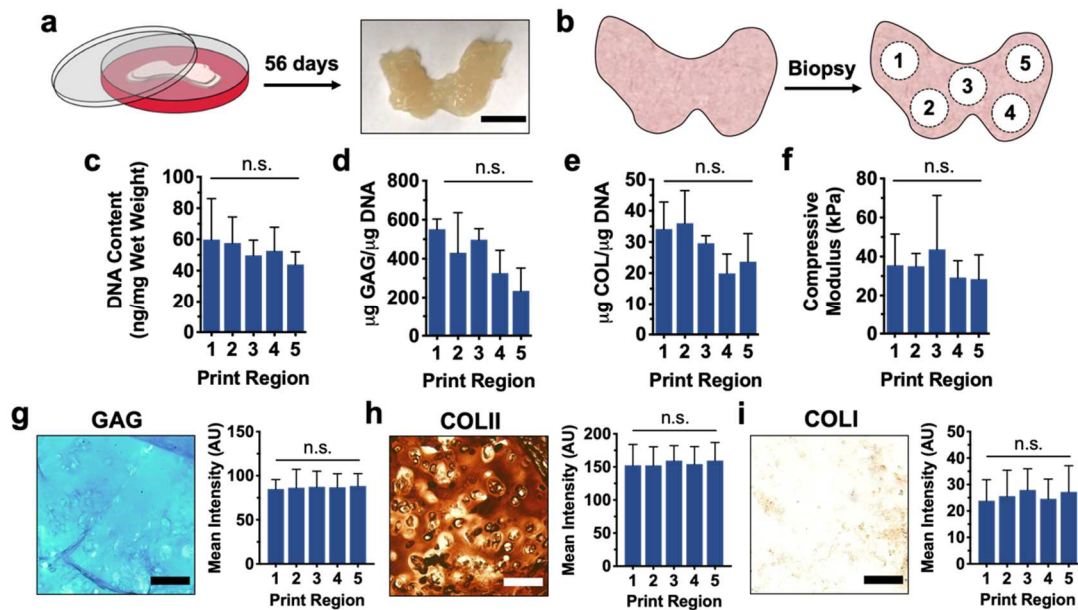 a
56 days
b
Biopsy
1
2
3
4
5
c
DNA Content
(ng/mg Wet Weight)
100
80
60
40
20
0
n.s.
1 2 3 4 5
Print Region
d
µg GAG/µg DNA
800
600
400
200
0
n.s.
1 2 3 4 5
Print Region
e
µg COL/µg DNA
50
40
30
20
10
0
n.s.
1 2 3 4 5
Print Region
f
Compressive
Modulus (kPa)
80
60
40
20
0
n.s.
1 2 3 4 5
Print Region
g
GAG
Mean Intensity (AU)
150
100
50
0
n.s.
1 2 3 4 5
Print Region
h
COLII
Mean Intensity (AU)
200
150
100
50
0
n.s.
1 2 3 4 5
Print Region
i
COLI
Mean Intensity (AU)
50
40
30
20
10
0
n.s.
1 2 3 4 5
Print Region